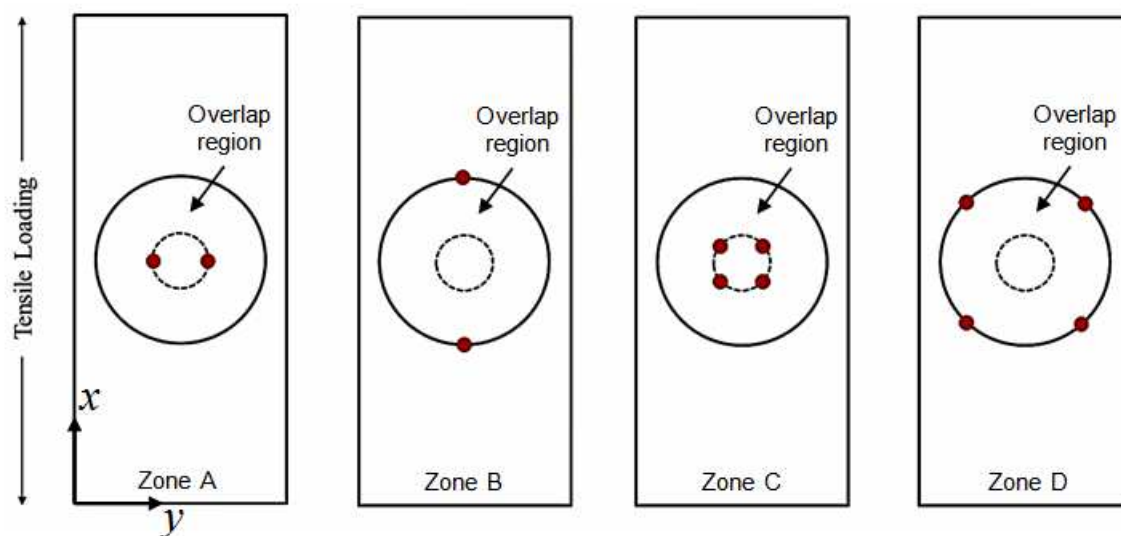 Tensile Loading
Overlap
region
x
y
Zone A
Overlap
region
Zone B
Overlap
region
Zone C
Overlap
region
Zone D